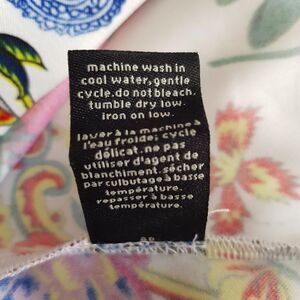 machine wash in
cool water, gentle
cycle. do not bleach.
tumble dry low.
iron on low.
laver à la machine à
l'eau froide; cycle
délicat. ne pas
utiliser d'agent de
blanchiment. sécher
par culbutage à basse
température.
repasser à basse
température.